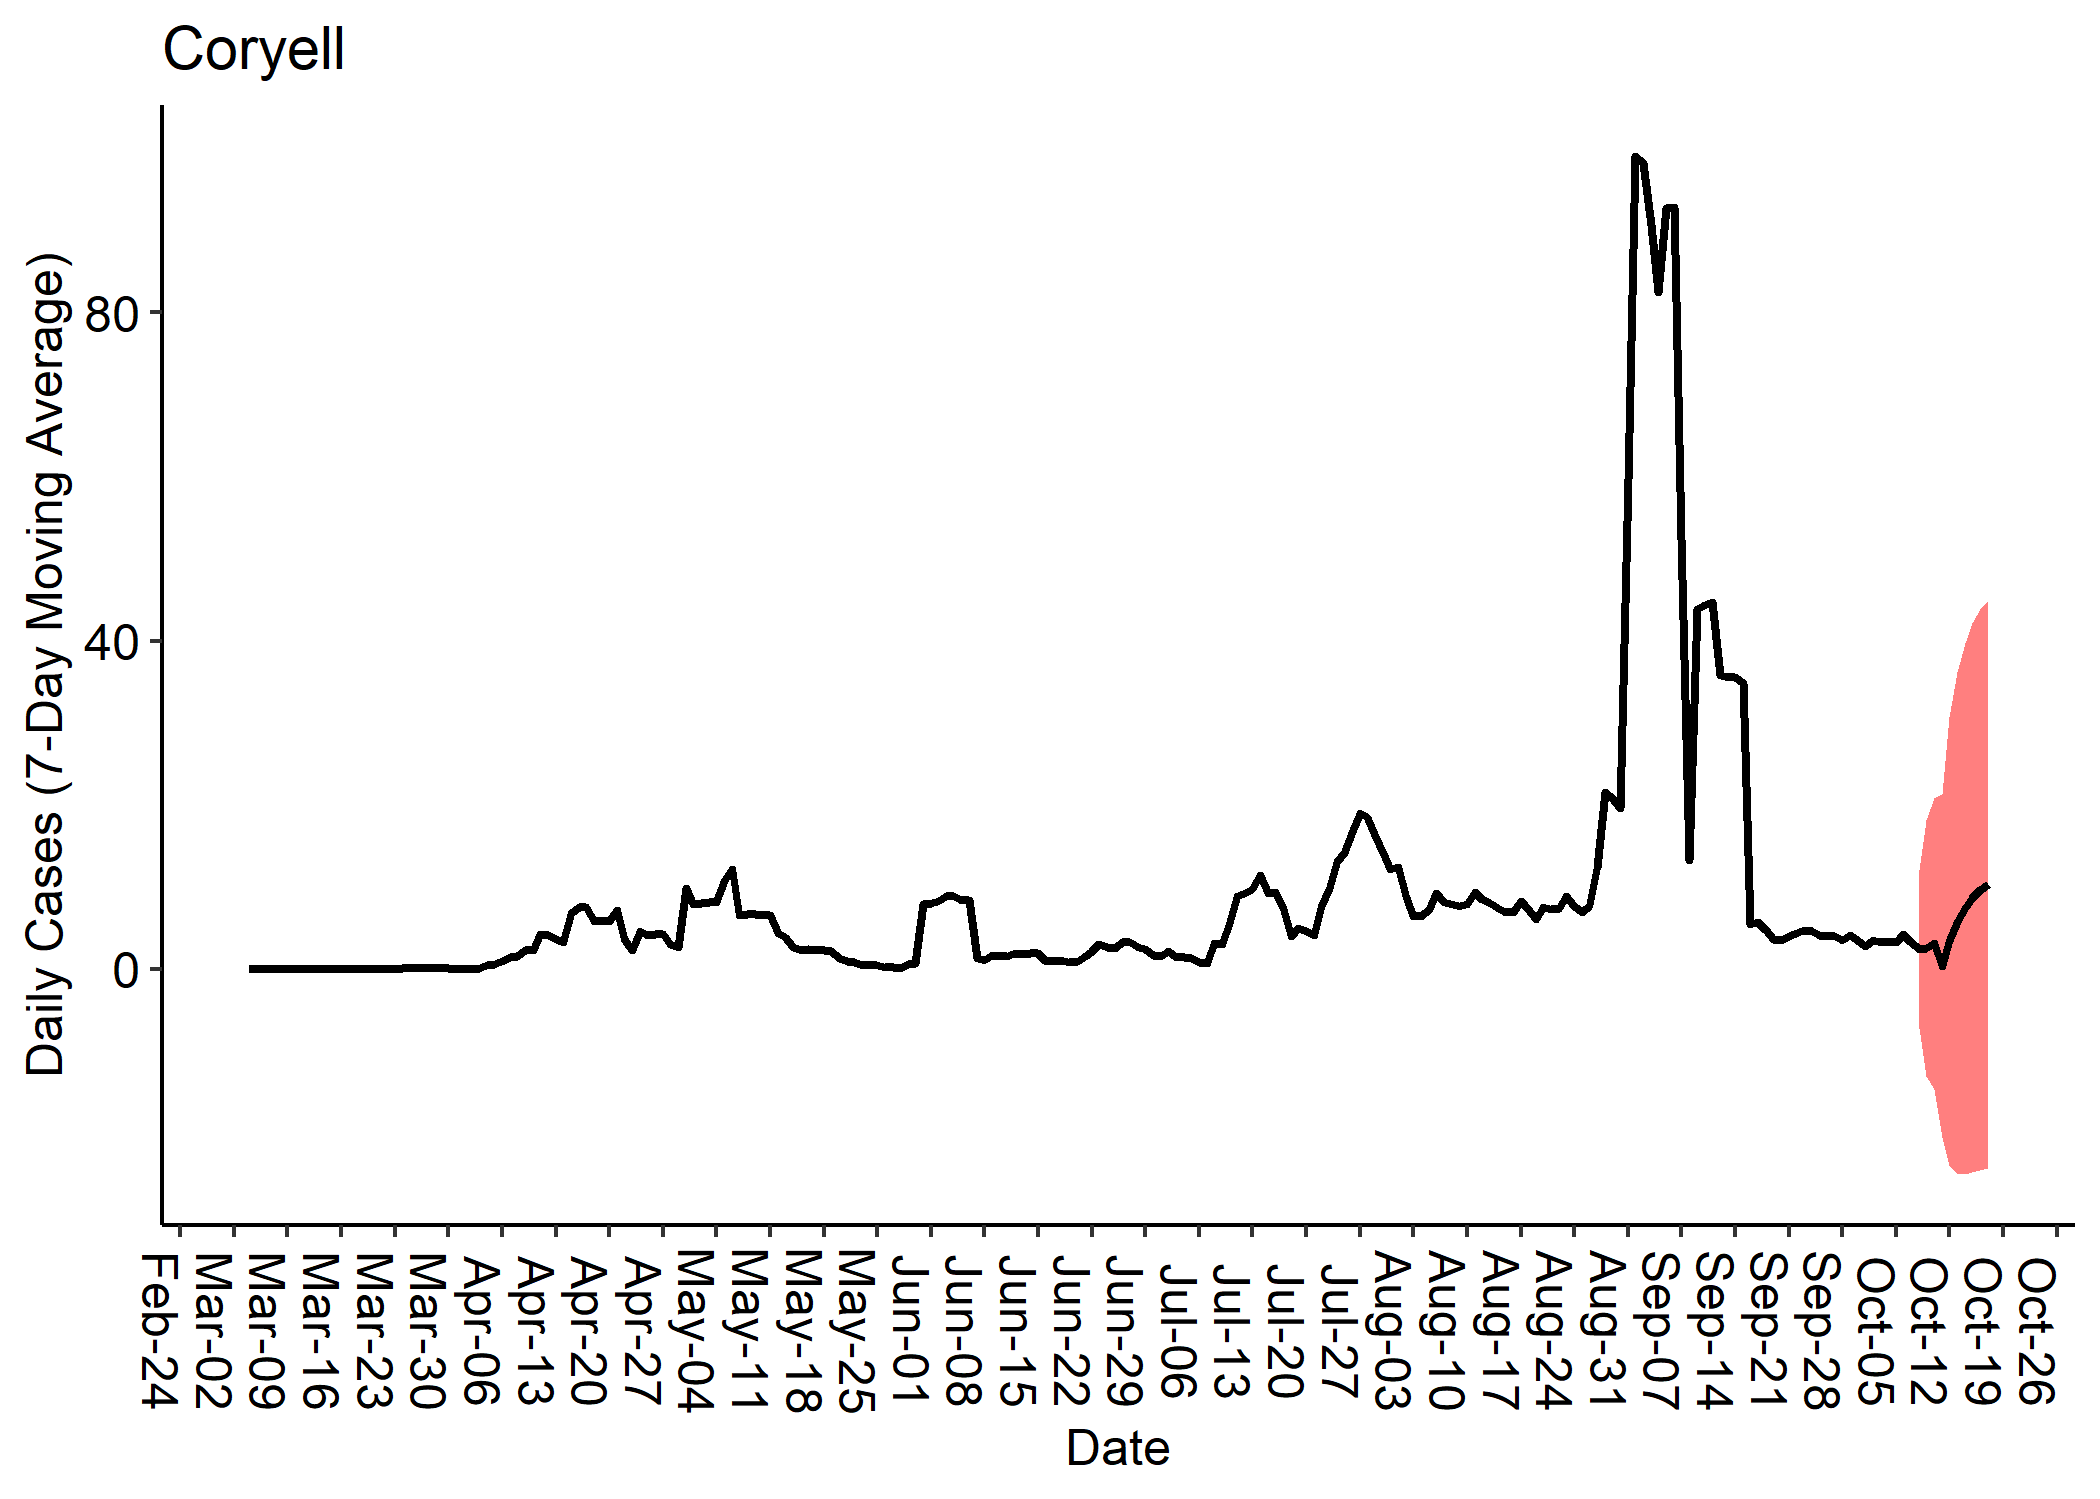 Coryell
Daily Cases (7-Day Moving Average)
80
40
0
Feb-24
Mar-02
Mar-09
Mar-16
Mar-23
Mar-30
Apr-06
Apr-13
Apr-20
Apr-27
May-04
May-11
May-18
May-25
Jun-01
Jun-08
Jun-15
Jun-22
Jun-29
Jul-06
Jul-13
Jul-20
Jul-27
Aug-03
Aug-10
Aug-17
Aug-24
Aug-31
Sep-07
Sep-14
Sep-21
Sep-28
Oct-05
Oct-12
Oct-19
Oct-26
Date